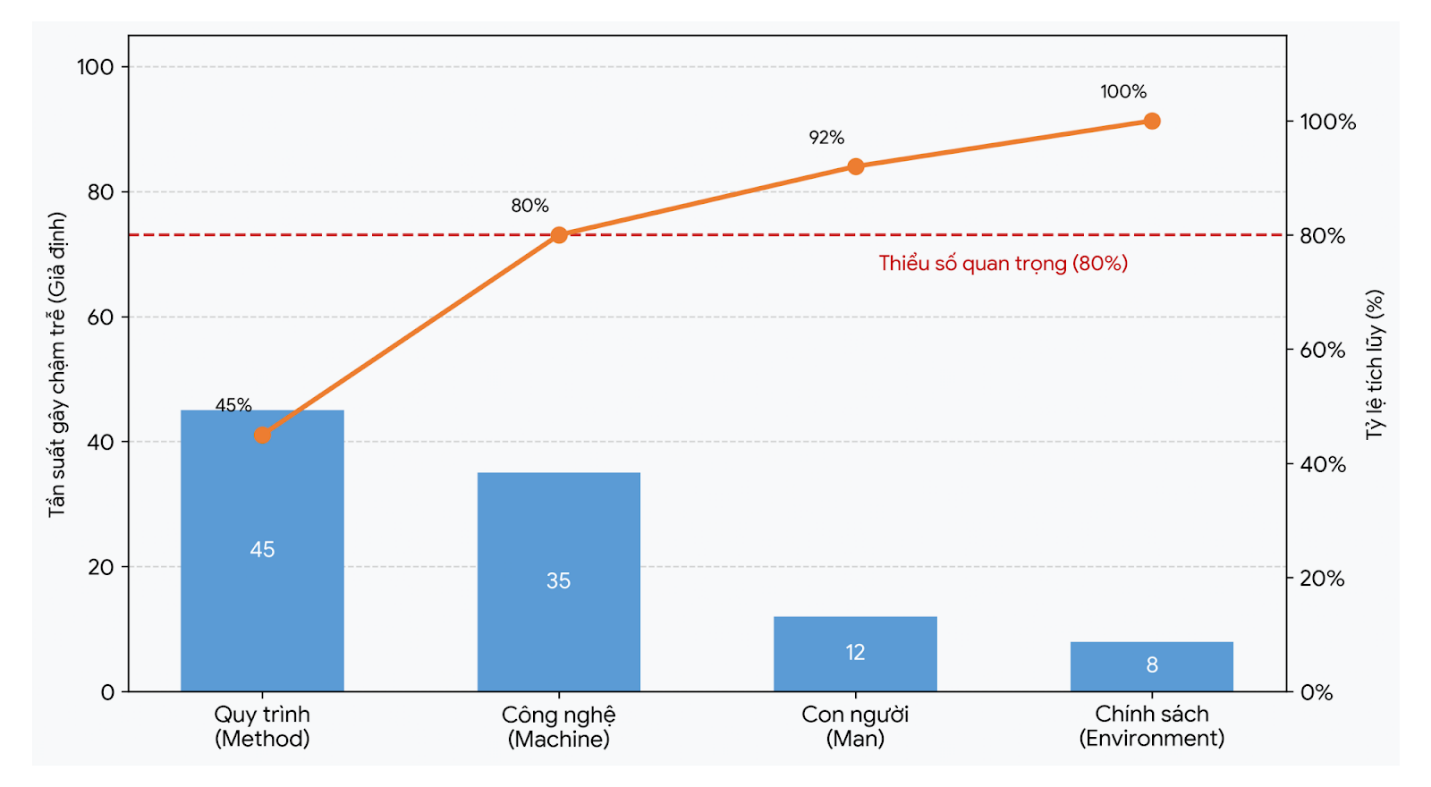 Tần suất gây chậm trễ (Giả định)
100
80
60
40
20
0
45%
80%
92%
100%
Thiểu số quan trọng (80%)
45
35
12
8
100%
80%
60%
40%
20%
0%
Tỷ lệ tích lũy (%)
Quy trình
(Method)
Công nghệ
(Machine)
Con người
(Man)
Chính sách
(Environment)